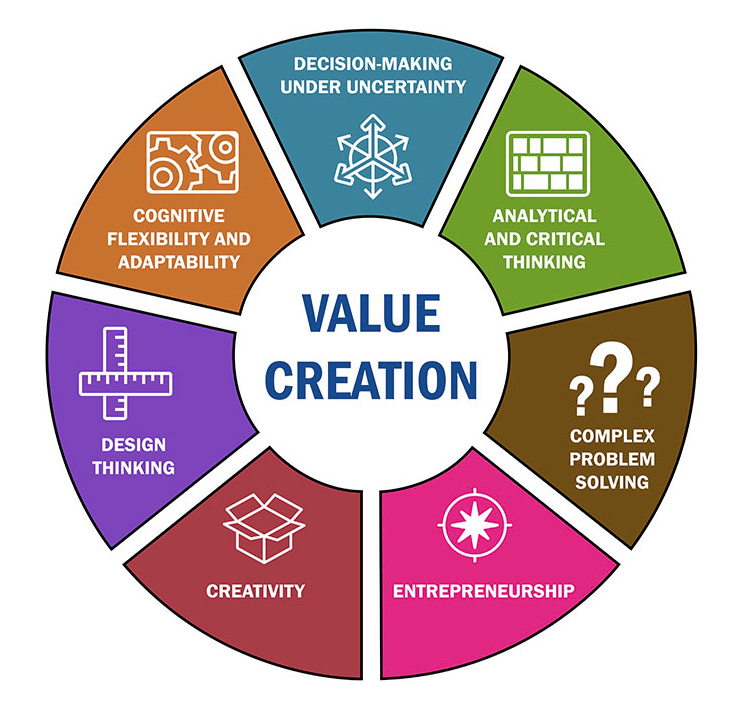 DECISION-MAKING
UNDER UNCERTAINTY
ANALYTICAL
AND CRITICAL
THINKING
???
COMPLEX
PROBLEM
SOLVING
ENTREPRENEURSHIP
CREATIVITY
DESIGN
THINKING
COGNITIVE
FLEXIBILITY AND
ADAPTABILITY
VALUE
CREATION